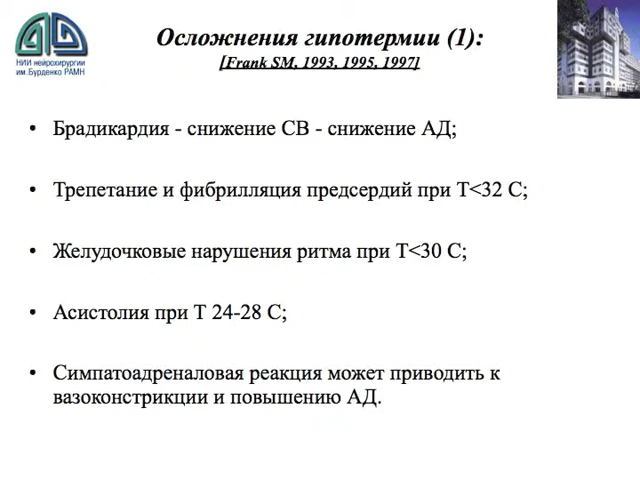 Осложнения гипотермии (1):
[Frank SM, 1993, 1995, 1997]
НИИ нейрохирургии
им.Бурденко РАМН
• Брадикардия - снижение СВ - снижение АД;
• Трепетание и фибрилляция предсердий при Т<32 С;
• Желудочковые нарушения ритма при Т<30 С;
• Асистолия при Т 24-28 С;
• Симпатоадреналовая реакция может приводить к
вазоконстрикции и повышению АД.